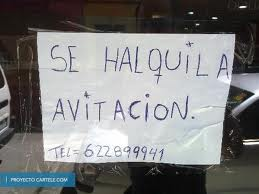 SE HALQUILA
AVITACION.
TEL= 622899941
PROYECTO CARTELE.COM